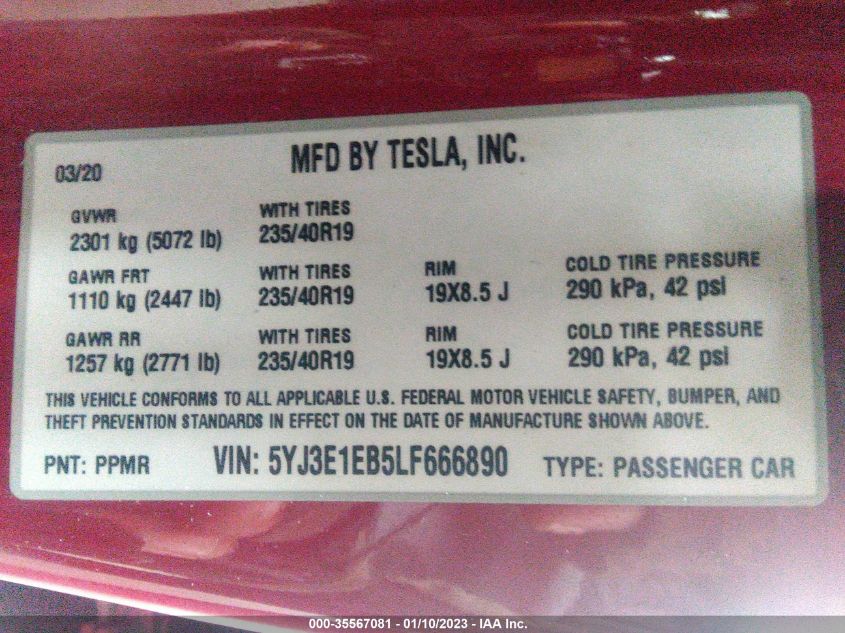 03/20 MFD BY TESLA, INC.
GVWR WITH TIRES
2301 kg (5072 lb) 235/40R19
GAWR FRT WITH TIRES RIM COLD TIRE PRESSURE
1110 kg (2447 lb) 235/40R19 19X8.5 J 290 kPa, 42 psi
GAWR RR WITH TIRES RIM COLD TIRE PRESSURE
1257 kg (2771 lb) 235/40R19 19X8.5 J 290 kPa, 42 psi
THIS VEHICLE CONFORMS TO ALL APPLICABLE U.S. FEDERAL MOTOR VEHICLE SAFETY, BUMPER, AND
THEFT PREVENTION STANDARDS IN EFFECT ON THE DATE OF MANUFACTURE SHOWN ABOVE.
PNT: PPMR VIN: 5YJ3E1EB5LF666890 TYPE: PASSENGER CAR
000-35567081 - 01/10/2023 - IAA Inc.